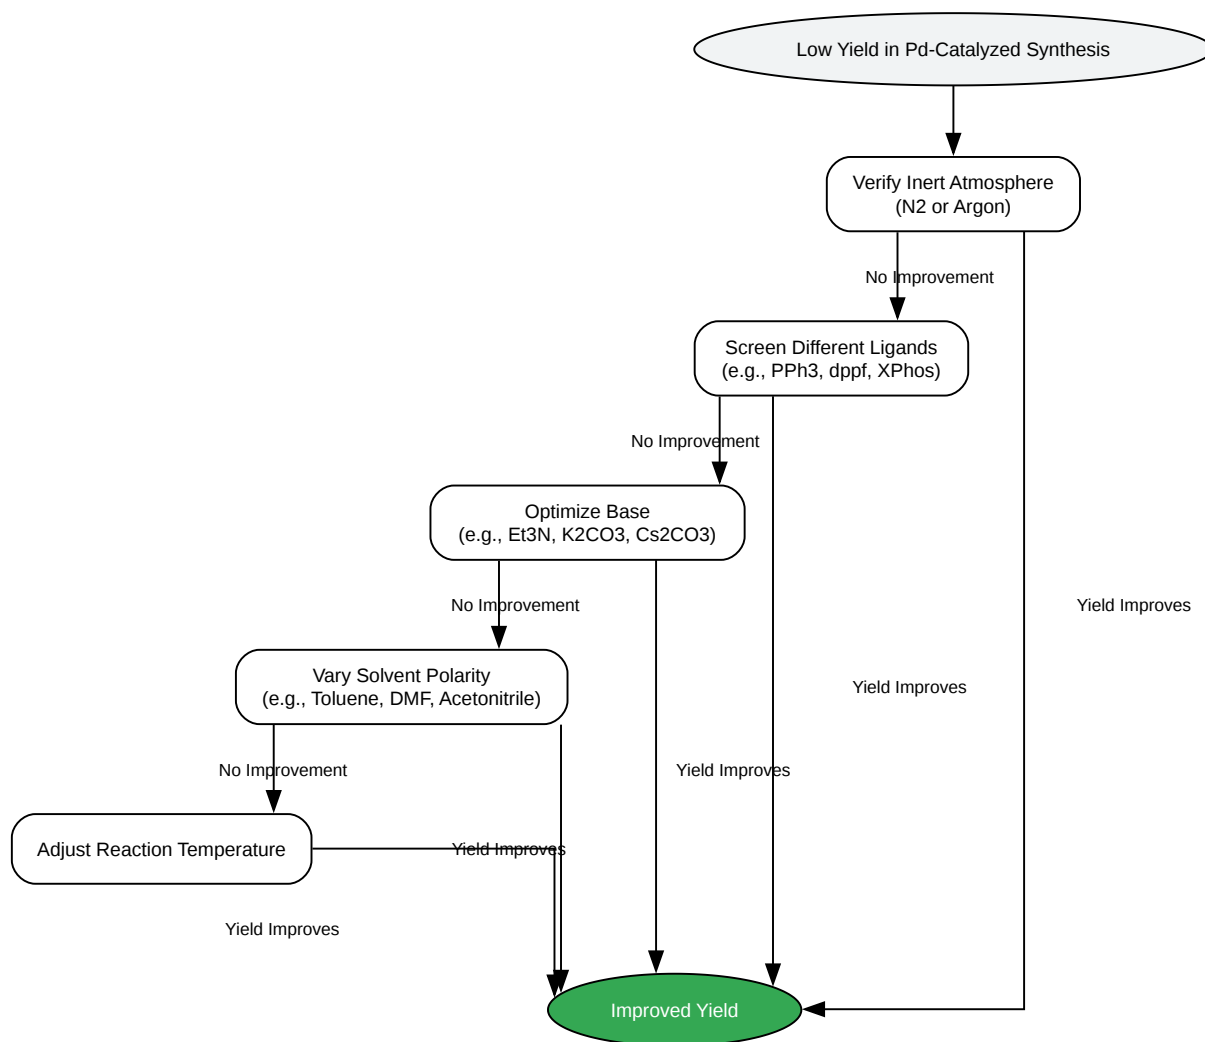 Low Yield in Pd-Catalyzed Synthesis
Verify Inert Atmosphere
(N2 or Argon)
No Improvement
Screen Different Ligands
(e.g., PPh3, dppf, XPhos)
No Improvement
Optimize Base
(e.g., Et3N, K2CO3, Cs2CO3)
No Improvement
Yield Improves
Vary Solvent Polarity
(e.g., Toluene, DMF, Acetonitrile)
Yield Improves
No Improvement
Yield Improves
Adjust Reaction Temperature
Yield Improves
Yield Improves
Improved Yield